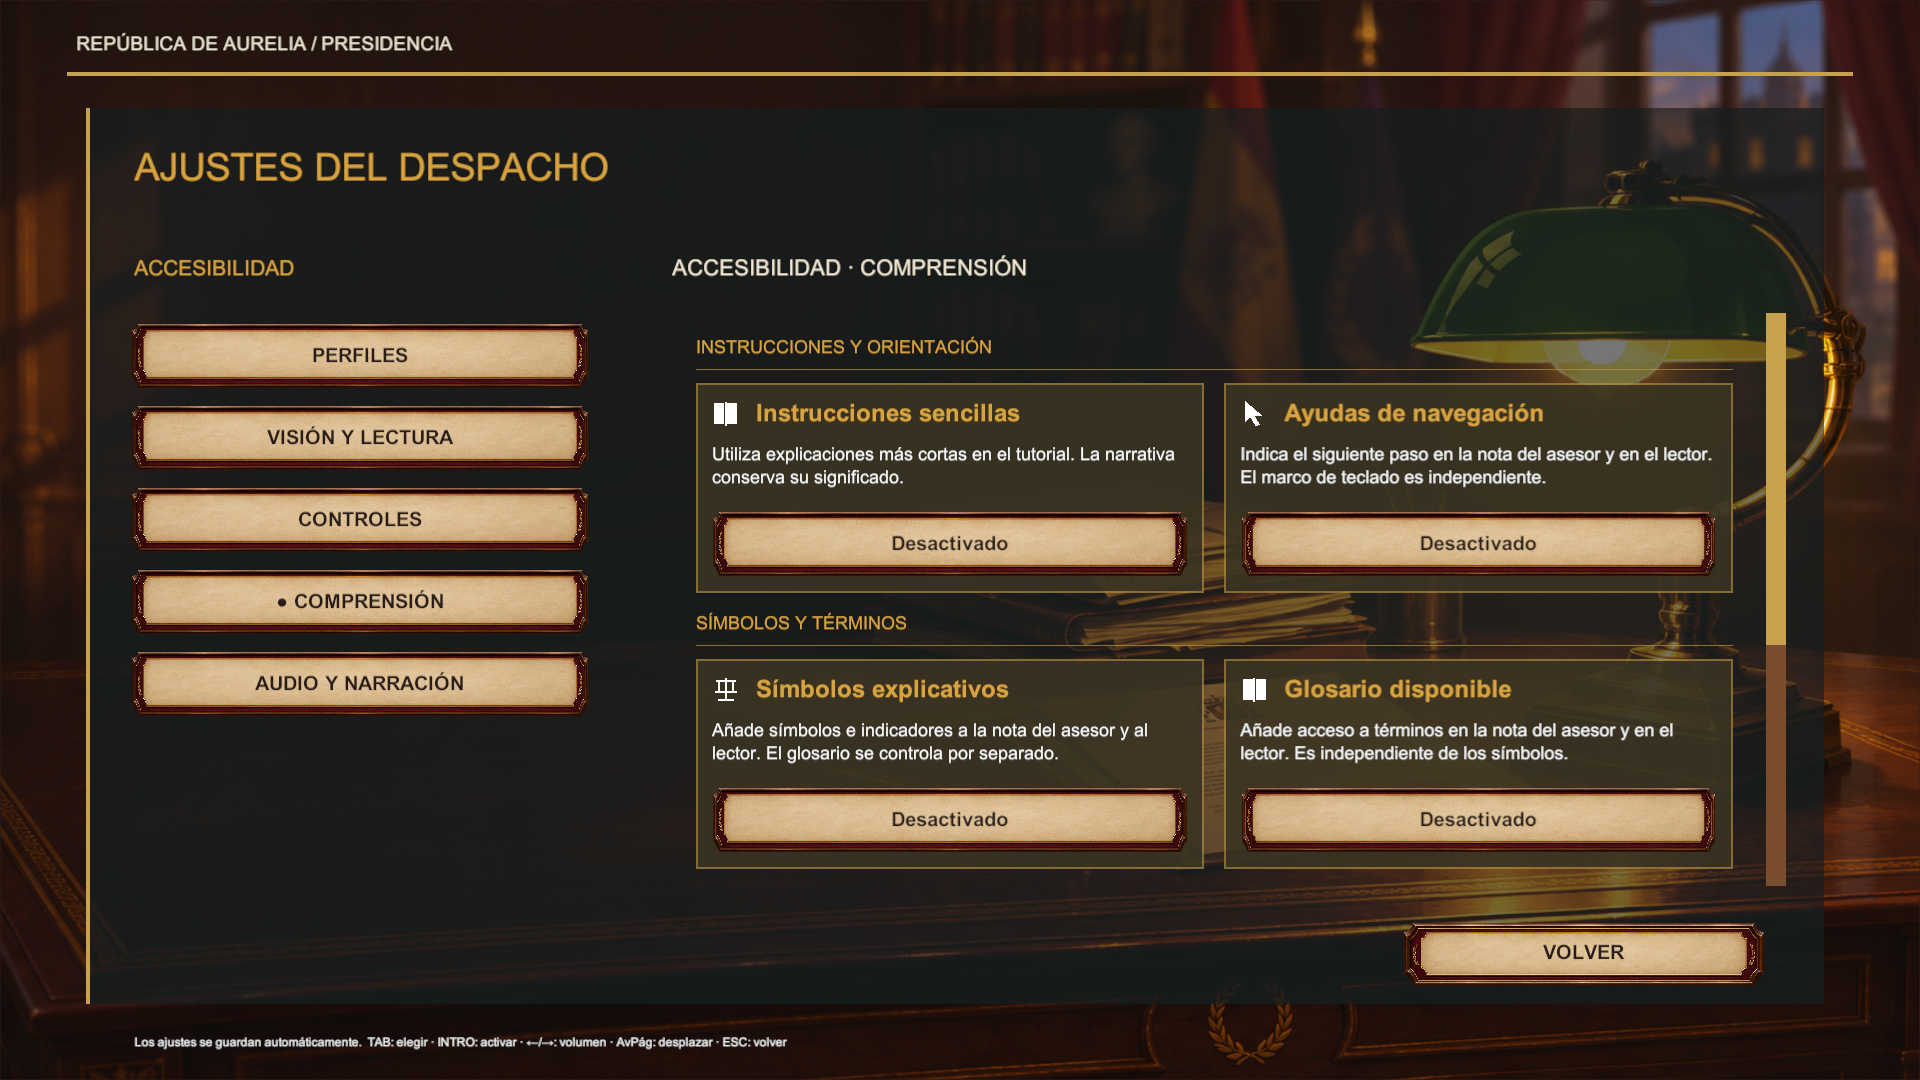 REPÚBLICA DE AURELIA / PRESIDENCIA
AJUSTES DEL DESPACHO
ACCESIBILIDAD
PERFILES
VISIÓN Y LECTURA
CONTROLES
● COMPRENSIÓN
AUDIO Y NARRACIÓN
ACCESIBILIDAD · COMPRENSIÓN
INSTRUCCIONES Y ORIENTACIÓN
Instrucciones sencillas
Utiliza explicaciones más cortas en el tutorial. La narrativa
conserva su significado.
Desactivado
Ayudas de navegación
Indica el siguiente paso en la nota del asesor y en el lector.
El marco de teclado es independiente.
Desactivado
SÍMBOLOS Y TÉRMINOS
Símbolos explicativos
Añade símbolos e indicadores a la nota del asesor y al
lector. El glosario se controla por separado.
Desactivado
Glosario disponible
Añade acceso a términos en la nota del asesor y en el
lector. Es independiente de los símbolos.
Desactivado
VOLVER
Los ajustes se guardan automáticamente. TAB: elegir · INTRO: activar · ←/→: volumen · AvPág: desplazar · ESC: volver